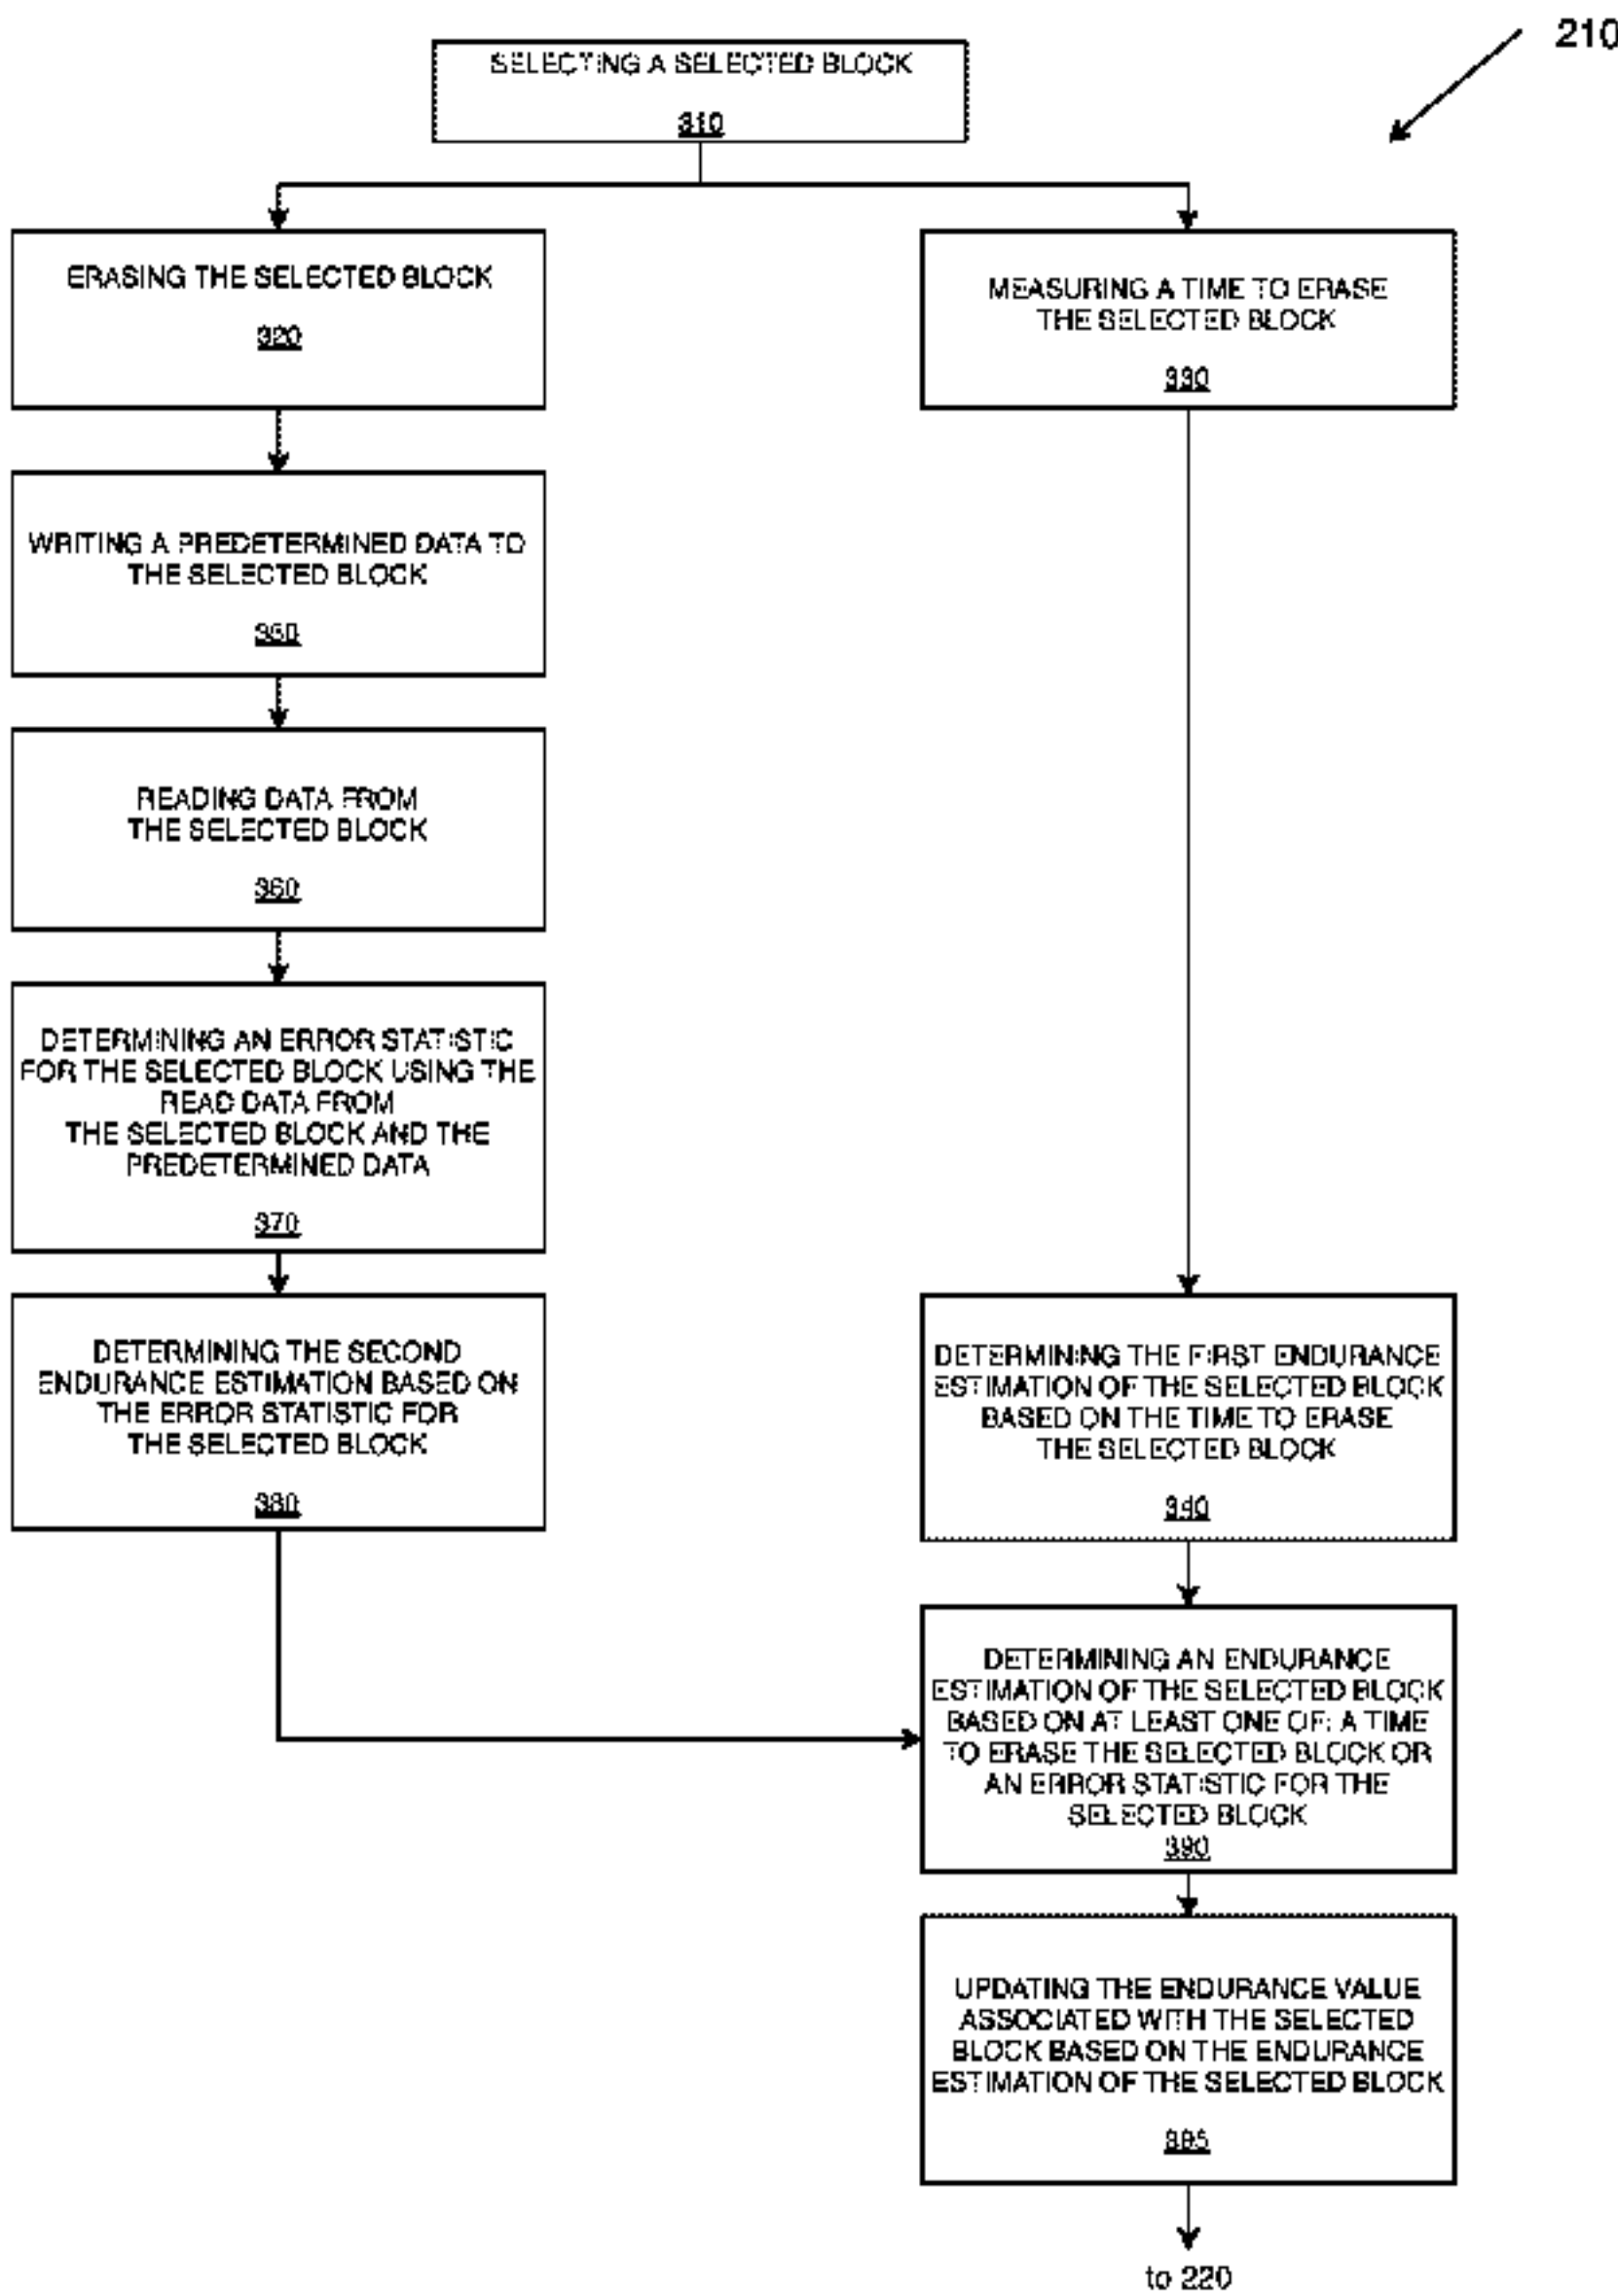 210
SELECTING A SELECTED BLOCK
310
ERASING THE SELECTED BLOCK
320
MEASURING A TIME TO ERASE
THE SELECTED BLOCK
330
WRITING A PREDETERMINED DATA TO
THE SELECTED BLOCK
350
READING DATA FROM
THE SELECTED BLOCK
360
DETERMINING AN ERROR STATISTIC
FOR THE SELECTED BLOCK USING THE
READ DATA FROM
THE SELECTED BLOCK AND THE
PREDETERMINED DATA
370
DETERMINING THE SECOND
ENDURANCE ESTIMATION BASED ON
THE ERROR STATISTIC FOR
THE SELECTED BLOCK
380
DETERMINING THE FIRST ENDURANCE
ESTIMATION OF THE SELECTED BLOCK
BASED ON THE TIME TO ERASE
THE SELECTED BLOCK
340
DETERMINING AN ENDURANCE
ESTIMATION OF THE SELECTED BLOCK
BASED ON AT LEAST ONE OF: A TIME
TO ERASE THE SELECTED BLOCK OR
AN ERROR STATISTIC FOR THE
SELECTED BLOCK
390
UPDATING THE ENDURANCE VALUE
ASSOCIATED WITH THE SELECTED
BLOCK BASED ON THE ENDURANCE
ESTIMATION OF THE SELECTED BLOCK
395
to 220